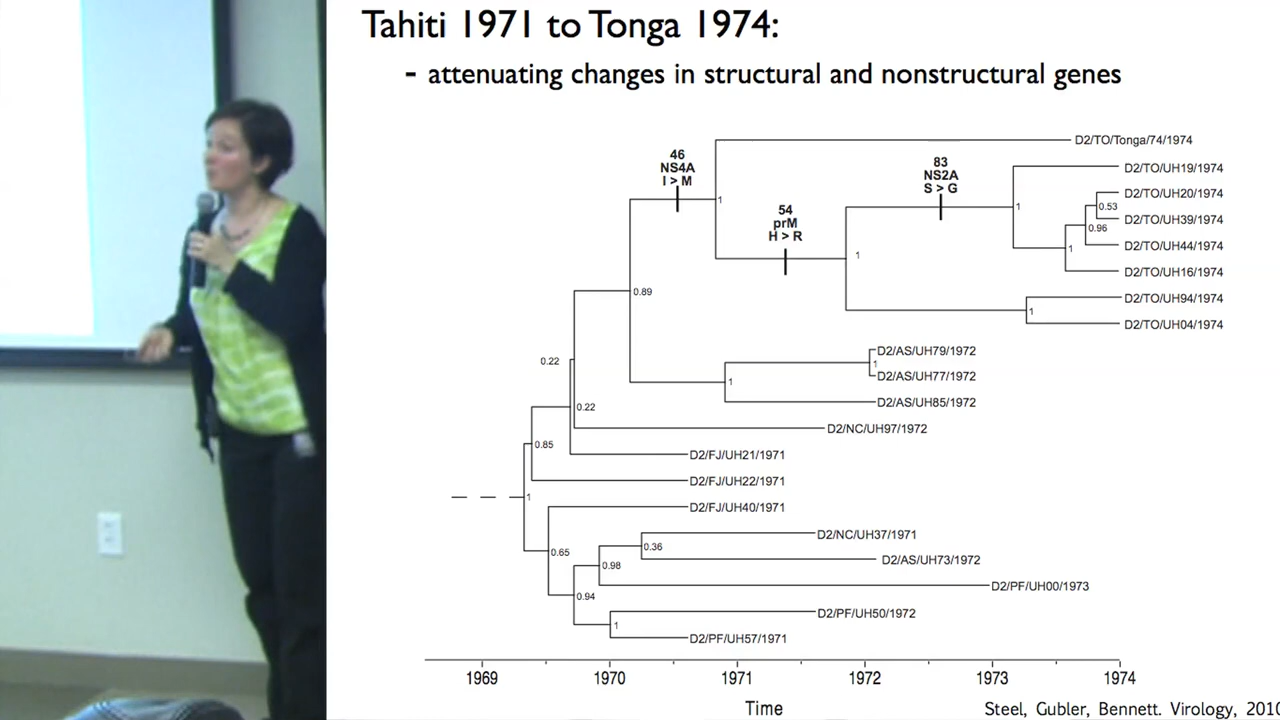 Tahiti 1971 to Tonga 1974:
- attenuating changes in structural and nonstructural genes
D2/TO/Tonga/74/1974
46
NS4A
I > M
83
NS2A
S > G
D2/TO/UH19/1974
D2/TO/UH20/1974
0.53
1
54
prM
H > R
1
D2/TO/UH39/1974
0.96
D2/TO/UH44/1974
1
1
D2/TO/UH16/1974
0.89
D2/TO/UH94/1974
1
D2/TO/UH04/1974
0.22
D2/AS/UH79/1972
1
D2/AS/UH77/1972
1
0.22
D2/AS/UH85/1972
D2/NC/UH97/1972
0.85
D2/FJ/UH21/1971
D2/FJ/UH22/1971
1
D2/FJ/UH40/1971
D2/NC/UH37/1971
0.65
0.36
D2/AS/UH73/1972
0.98
D2/PF/UH00/1973
0.94
D2/PF/UH50/1972
1
D2/PF/UH57/1971
1969 1970 1971 1972 1973 1974
Time
Steel, Gubler, Bennett. Virology, 2010